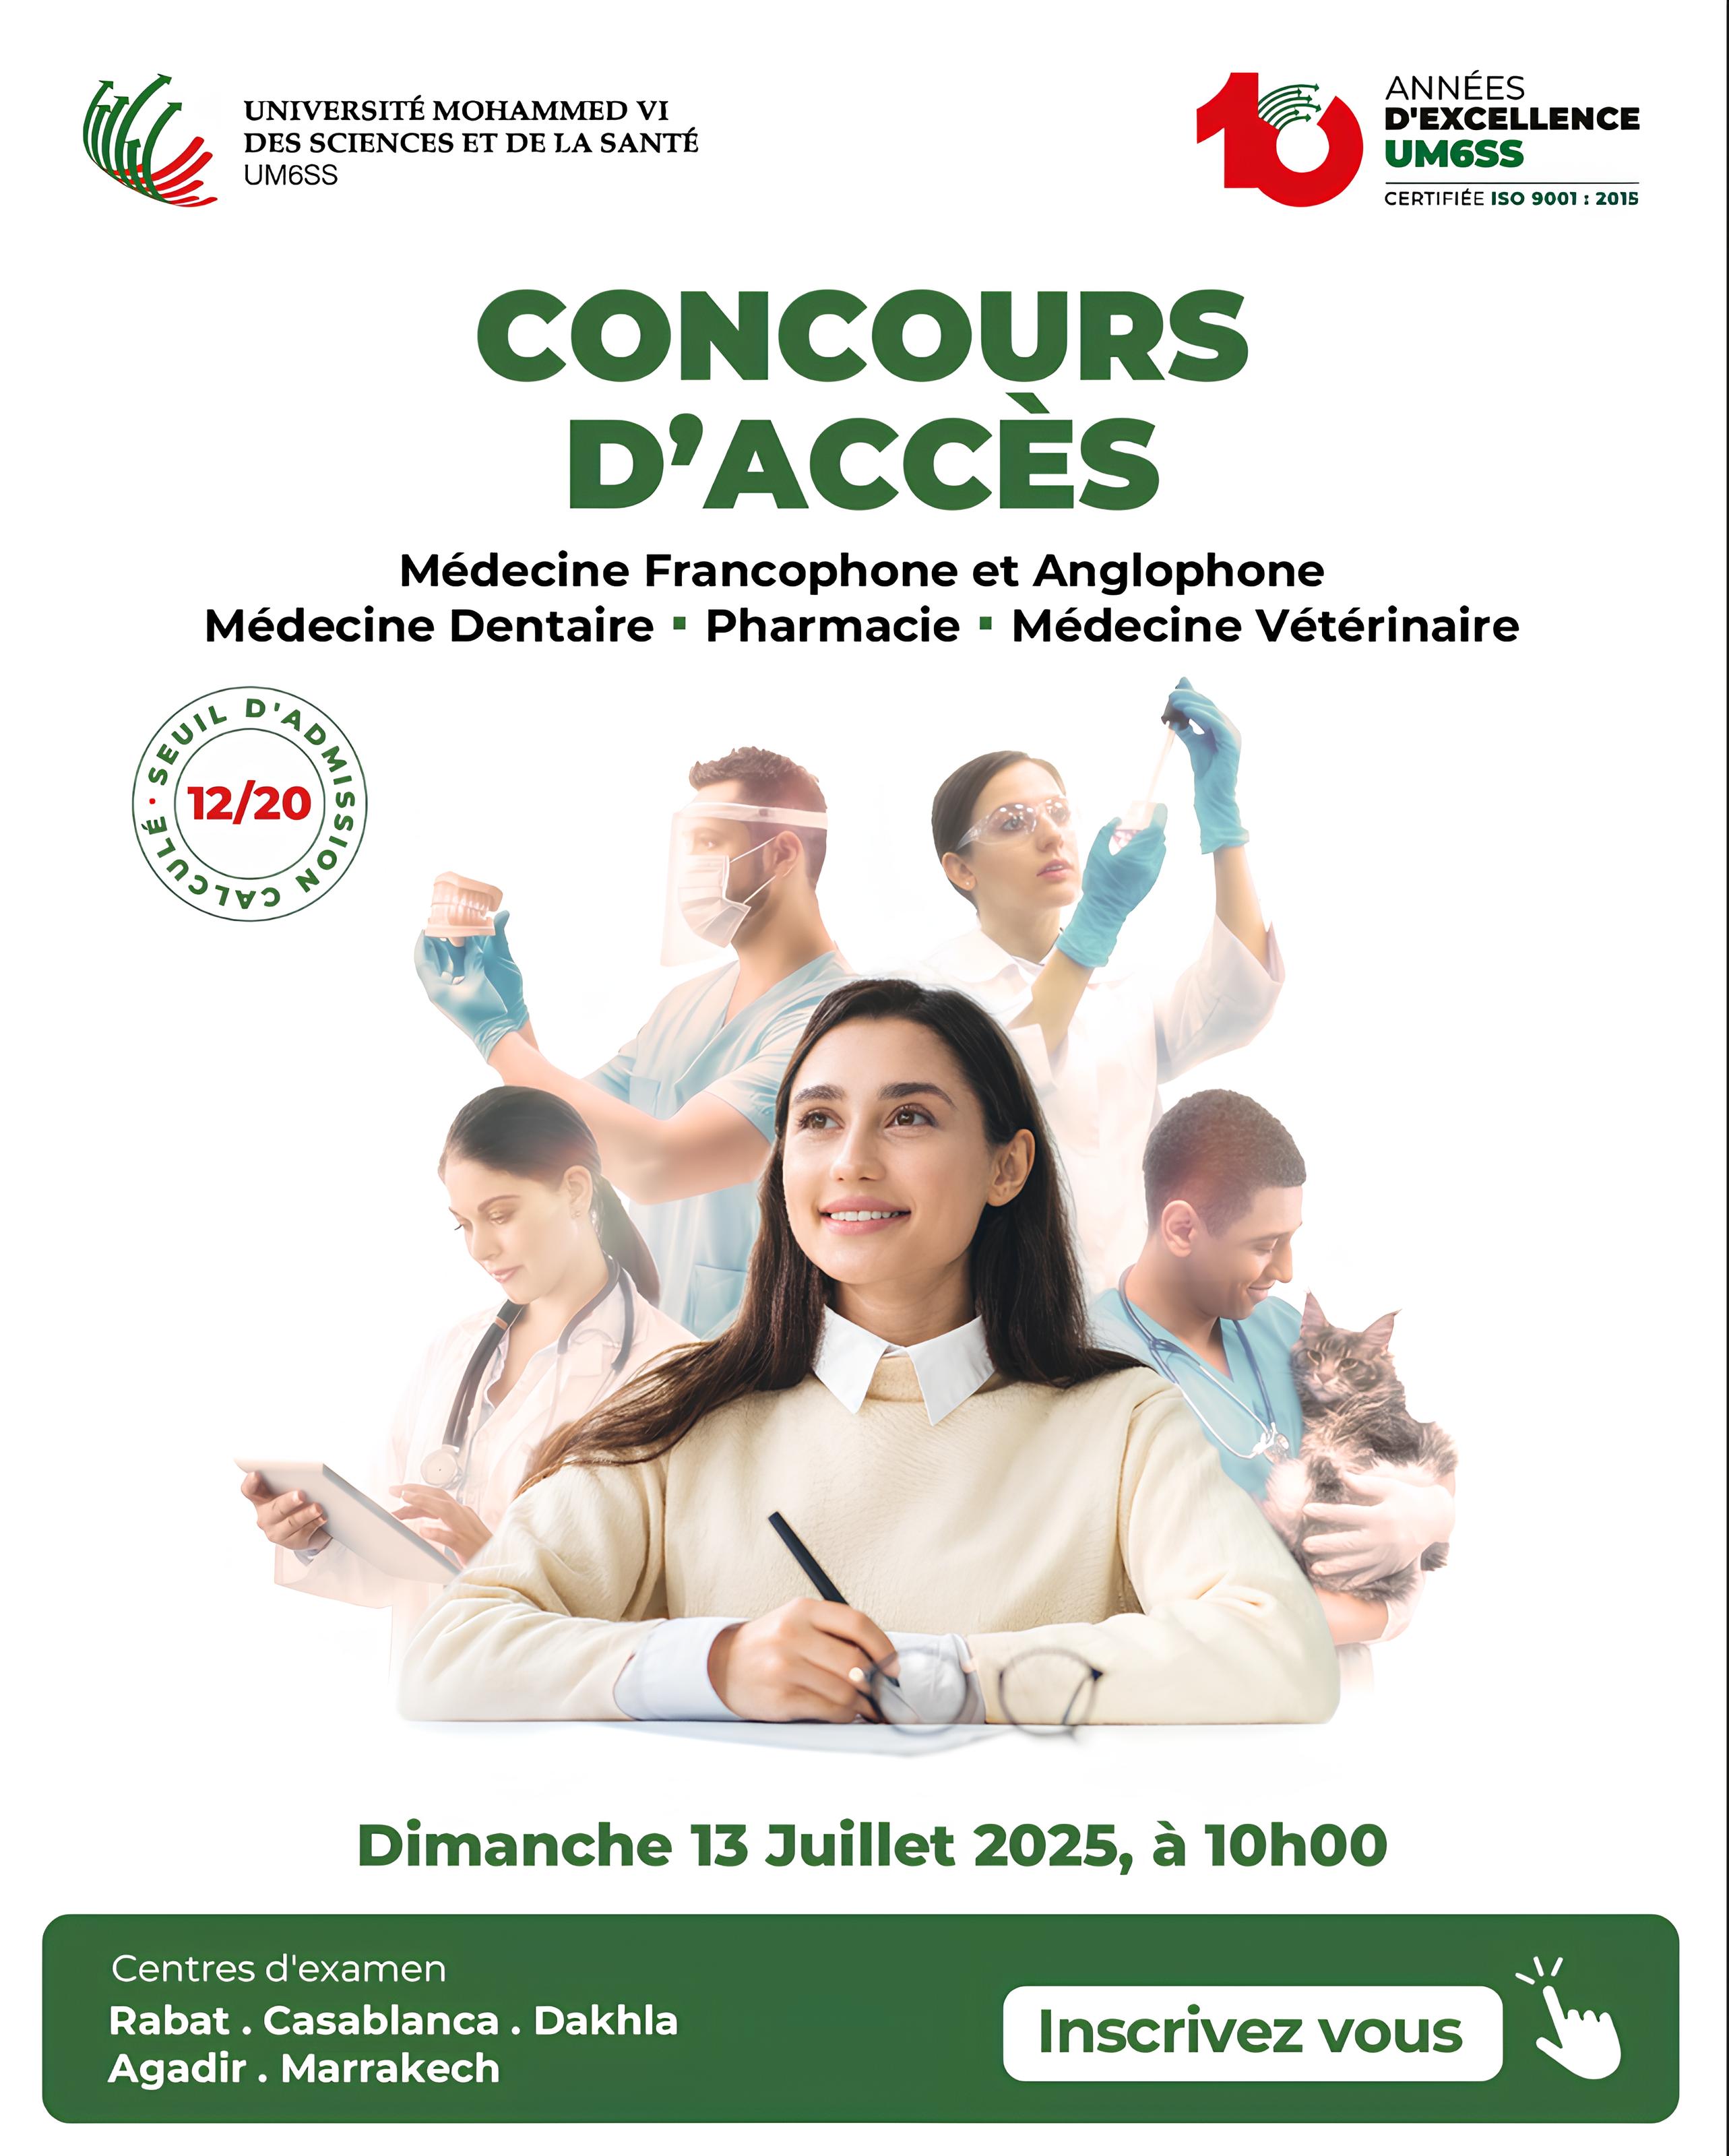 UNIVERSITÉ MOHAMMED VI
DES SCIENCES ET DE LA SANTÉ
UM6SS
10
ANNÉES
D'EXCELLENCE
UM6SS
CERTIFIÉE ISO 9001 : 2015
CONCOURS
D’ACCÈS
Médecine Francophone et Anglophone
Médecine Dentaire ▪ Pharmacie ▪ Médecine Vétérinaire
SEUIL D'ADMISSION CALCULÉ ·
12/20
Dimanche 13 Juillet 2025, à 10h00
Centres d'examen
Rabat . Casablanca . Dakhla
Agadir . Marrakech
Inscrivez vous